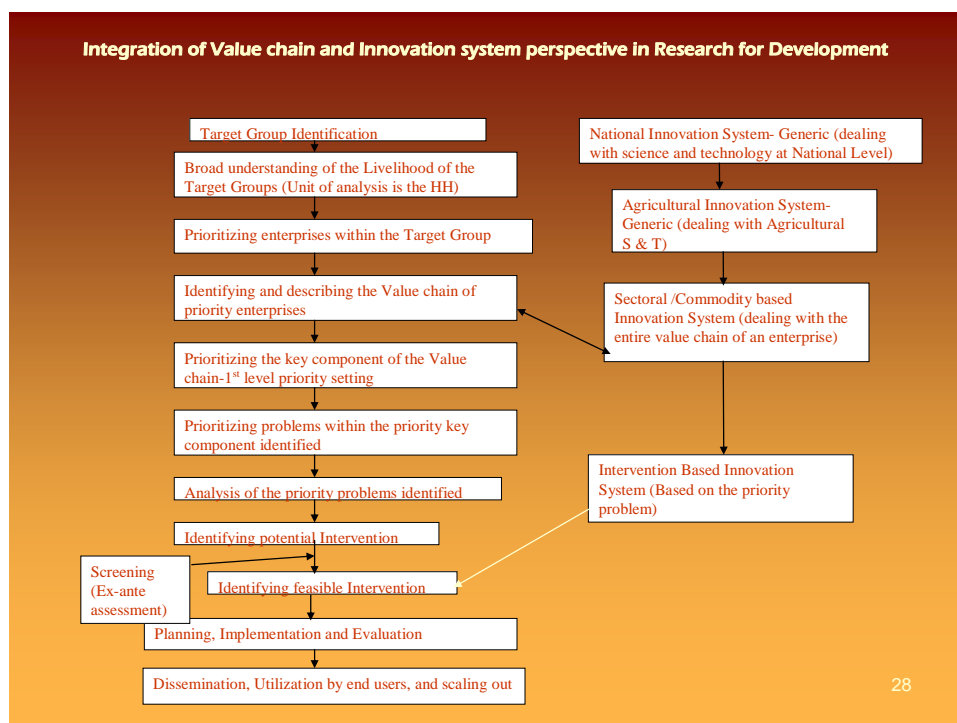 Integration of Value chain and Innovation system perspective in Research for Development
Target Group Identification
Broad understanding of the Livelihood of the
Target Groups (Unit of analysis is the HH)
Prioritizing enterprises within the Target Group
Identifying and describing the Value chain of
priority enterprises
Prioritizing the key component of the Value
chain-1st level priority setting
Prioritizing problems within the priority key
component identified
Analysis of the priority problems identified
Identifying potential Intervention
Screening
(Ex-ante
assessment)
Identifying feasible Intervention
Planning, Implementation and Evaluation
Dissemination, Utilization by end users, and scaling out
National Innovation System- Generic (dealing
with science and technology at National Level)
Agricultural Innovation System-
Generic (dealing with Agricultural
S & T)
Sectoral /Commodity based
Innovation System (dealing with the
entire value chain of an enterprise)
Intervention Based Innovation
System (Based on the priority
problem)
28